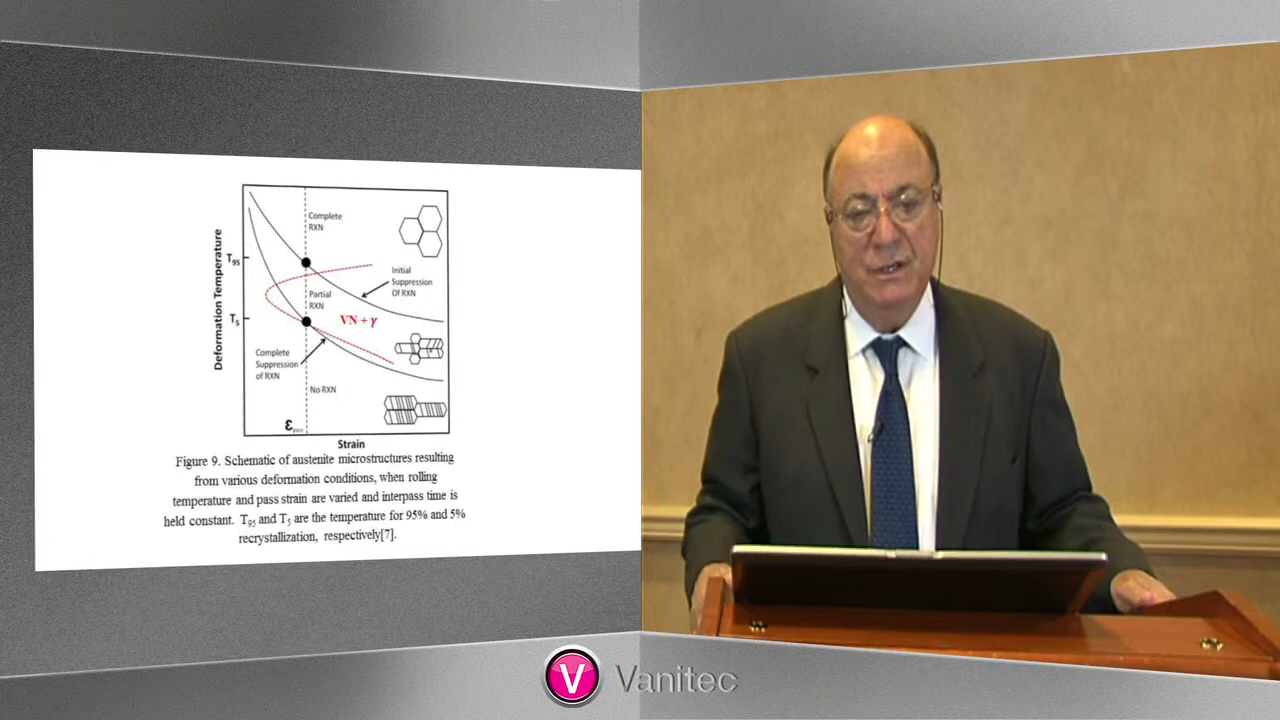 Deformation Temperature
T95
T5
Complete
RXN
Initial
Suppression
Of RXN
Partial
RXN
VN + γ
Complete
Suppression
of RXN
No RXN
ε
Strain
Figure 9. Schematic of austenite microstructures resulting
from various deformation conditions, when rolling
temperature and pass strain are varied and interpass time is
held constant. T95 and T5 are the temperature for 95% and 5%
recrystallization, respectively[7].
V Vanitec